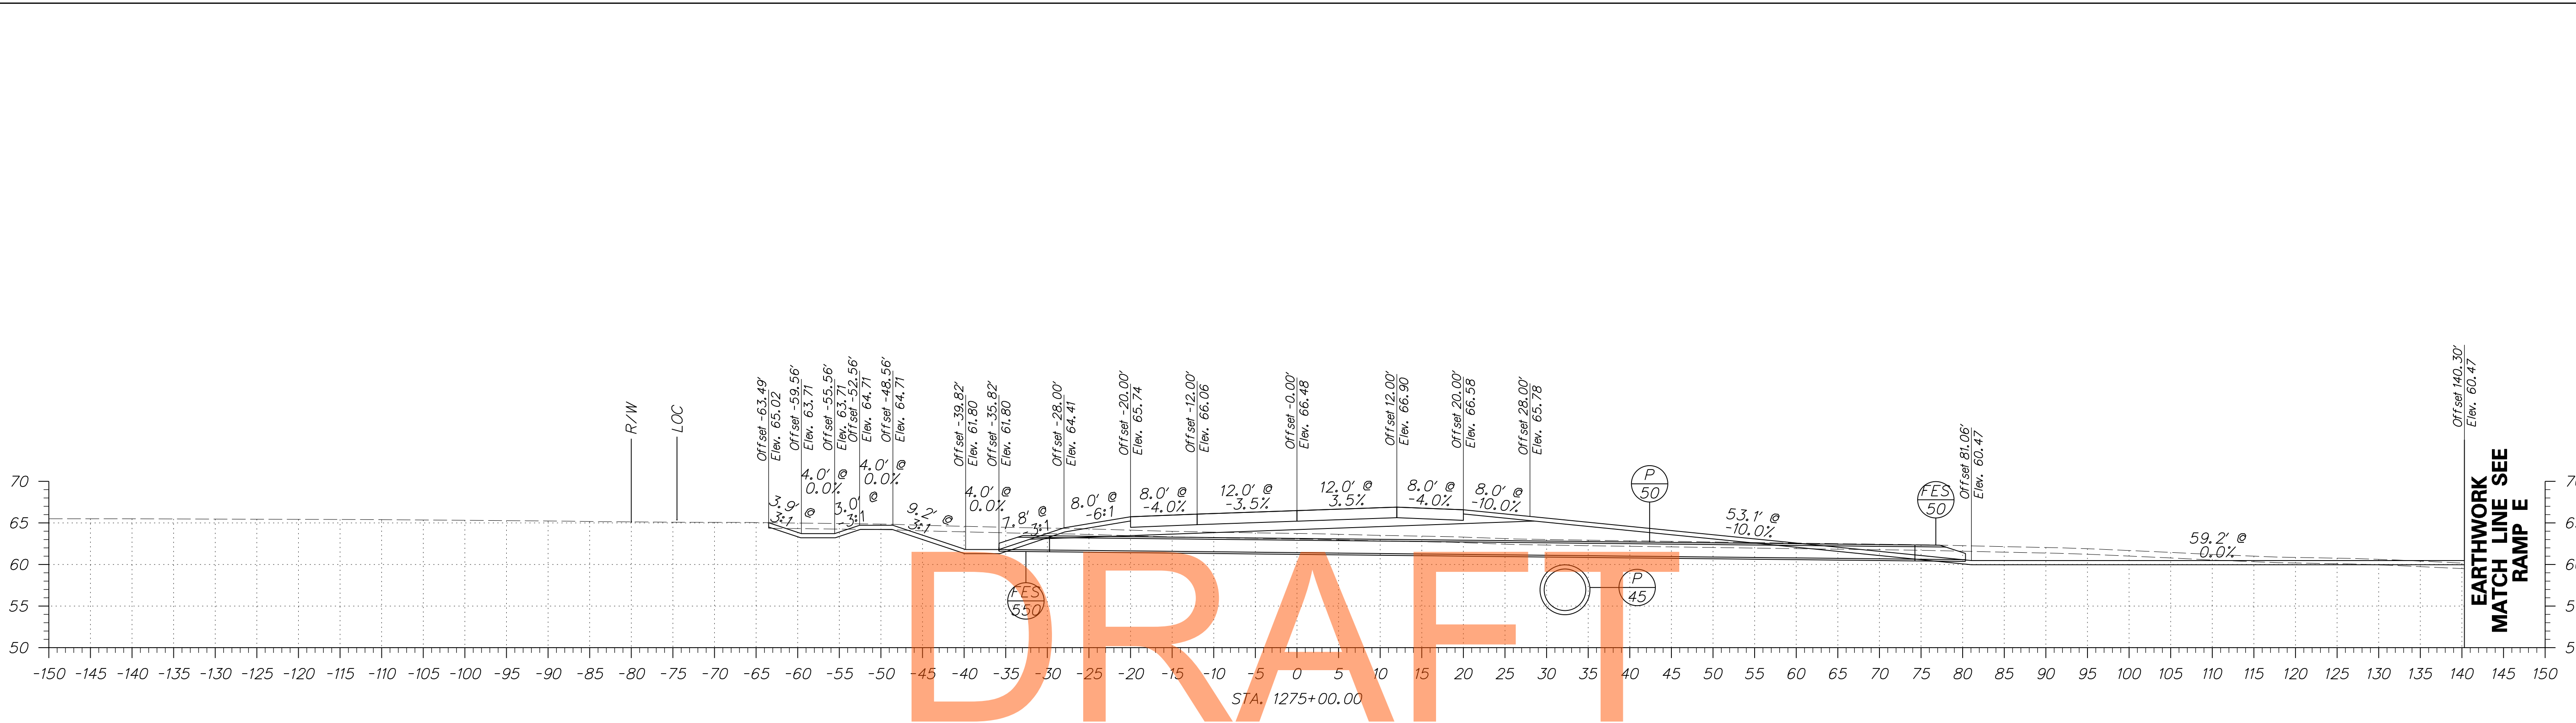 R/W
LOC
Offset -63.49'
Elev. 65.02
Offset -59.56'
Elev. 63.71
Offset -55.56'
Elev. 63.71
Offset -52.56'
Elev. 64.71
Offset -48.56'
Elev. 64.71
Offset -39.82'
Elev. 61.80
Offset -35.82'
Elev. 61.80
Offset -28.00'
Elev. 64.41
Offset -20.00'
Elev. 65.74
Offset -12.00'
Elev. 66.06
Offset -0.00'
Elev. 66.48
Offset 12.00'
Elev. 66.90
Offset 20.00'
Elev. 66.58
Offset 28.00'
Elev. 65.78
Offset 81.06'
Elev. 60.47
Offset 140.30'
Elev. 60.47
3.9' @
3:1
4.0' @
0.0%
3.0' @
-3:1
4.0' @
0.0%
9.2' @
3:1
4.0' @
0.0%
7.8' @
-3:1
8.0' @
-6:1
8.0' @
-4.0%
12.0' @
-3.5%
12.0' @
3.5%
8.0' @
-4.0%
8.0' @
-10.0%
P
50
53.1' @
-10.0%
FES
50
59.2' @
0.0%
FES
550
P
45
EARTHWORK
MATCH LINE SEE
RAMP E
70
65
60
55
50
-150 -145 -135 -135 -130 -125 -120 -115 -110 -105 -100 -95 -90 -85 -80 -75 -70 -65 -60 -55 -50 -45 -40 -35 -30 -25 -20 -15 -10 -5 0 5 10 15 20 25 30 35 40 45 50 55 60 65 70 75 80 85 90 95 100 105 110 115 120 125 130 135 140 145 150
STA. 1275+00.00
DRAFT